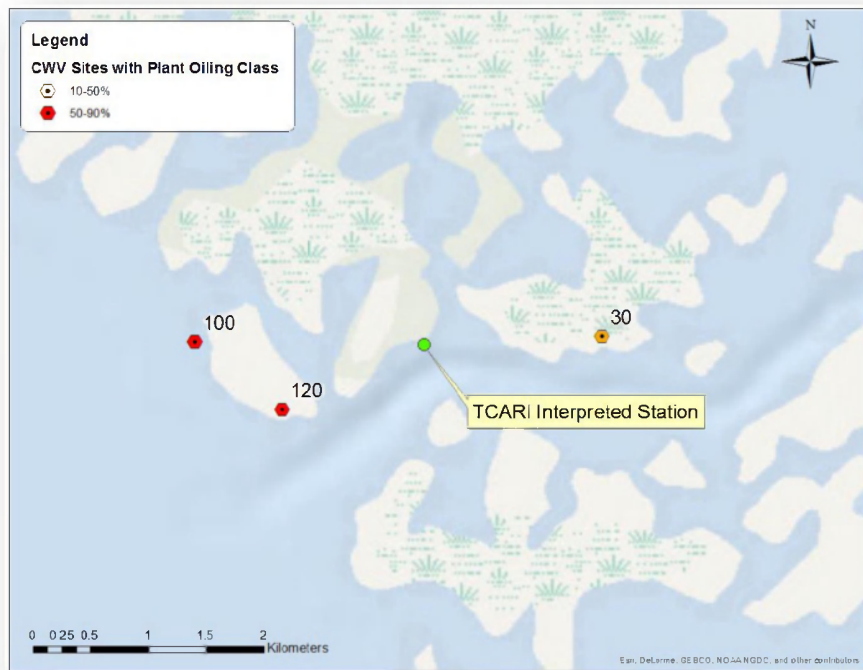 Legend
CWV Sites with Plant Oiling Class
10-50%
50-90%
N
100
30
120
TCARI Interpreted Station
0 0.25 0.5 1 1.5 2
Kilometers
Esri, DeLorme, GEBCO, NOAA NGDC, and other contributors